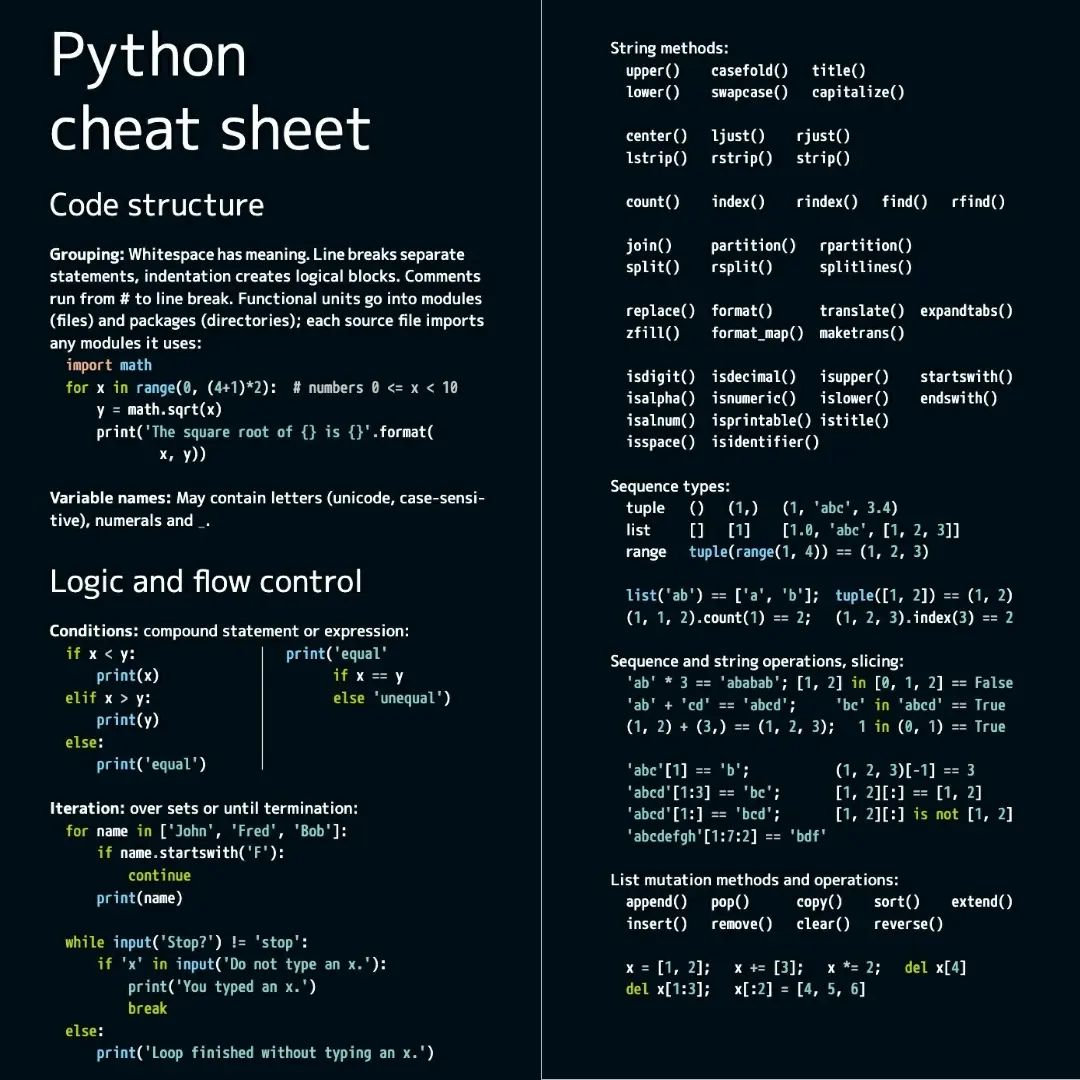 Python
cheat sheet
Code structure
Grouping: Whitespace has meaning. Line breaks separate
statements, indentation creates logical blocks. Comments
run from # to line break. Functional units go into modules
(files) and packages (directories); each source file imports
any modules it uses:
import math
for x in range(0, (4+1)*2):  # numbers 0 <= x < 10
    y = math.sqrt(x)
    print('The square root of {} is {}'.format(
            x, y))
Variable names: May contain letters (unicode, case-sensi-
tive), numerals and _.
Logic and flow control
Conditions: compound statement or expression:
if x < y:
    print(x)
elif x > y:
    print(y)
else:
    print('equal')
print('equal'
      if x == y
      else 'unequal')
Iteration: over sets or until termination:
for name in ['John', 'Fred', 'Bob']:
    if name.startswith('F'):
        continue
    print(name)
while input('Stop?') != 'stop':
    if 'x' in input('Do not type an x.'):
        print('You typed an x.')
        break
else:
    print('Loop finished without typing an x.')
String methods:
upper()    casefold()   title()
lower()    swapcase()   capitalize()
center()   ljust()    rjust()
lstrip()   rstrip()   strip()
count()    index()    rindex()   find()   rfind()
join()     partition()   rpartition()
split()    rsplit()      splitlines()
replace()  format()      translate()  expandtabs()
zfill()    format_map()  maketrans()
isdigit()  isdecimal()   isupper()    startswith()
isalpha()  isnumeric()   islower()    endswith()
isalnum()  isprintable() istitle()
isspace()  isidentifier()
Sequence types:
tuple   ()   (1,)   (1, 'abc', 3.4)
list    []   [1]    [1.0, 'abc', [1, 2, 3]]
range   tuple(range(1, 4)) == (1, 2, 3)
list('ab') == ['a', 'b'];  tuple([1, 2]) == (1, 2)
(1, 1, 2).count(1) == 2;   (1, 2, 3).index(3) == 2
Sequence and string operations, slicing:
'ab' * 3 == 'ababab'; [1, 2] in [0, 1, 2] == False
'ab' + 'cd' == 'abcd';     'bc' in 'abcd' == True
(1, 2) + (3,) == (1, 2, 3);   1 in (0, 1) == True
'abc'[1] == 'b';           (1, 2, 3)[-1] == 3
'abcd'[1:3] == 'bc';       [1, 2][:] == [1, 2]
'abcd'[1:] == 'bcd';       [1, 2][:] is not [1, 2]
'abcdefgh'[1:7:2] == 'bdf'
List mutation methods and operations:
append()   pop()      copy()    sort()    extend()
insert()   remove()   clear()   reverse()
x = [1, 2];   x += [3];   x *= 2;   del x[4]
del x[1:3];   x[:2] = [4, 5, 6]